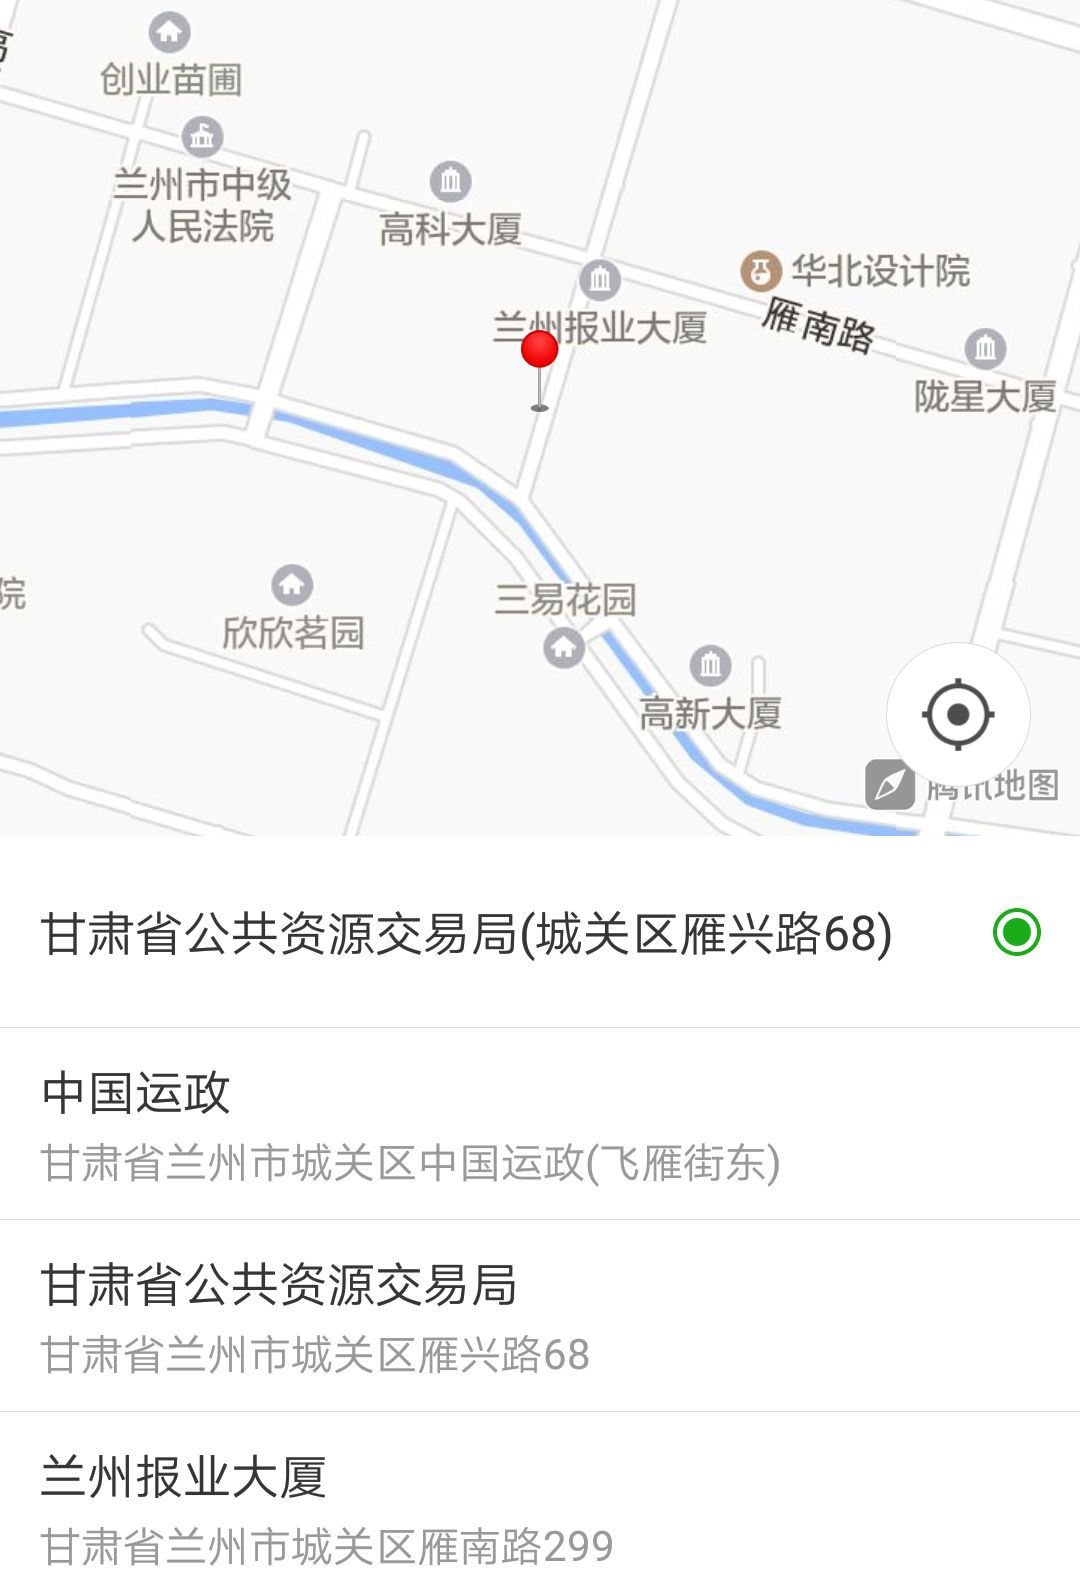 创业苗圃
兰州市中级
人民法院
高科大厦
华北设计院
兰州报业大厦
雁南路
陇星大厦
院
三易花园
欣欣茗园
高新大厦
腾讯地图
甘肃省公共资源交易局(城关区雁兴路68)
中国运政
甘肃省兰州市城关区中国运政(飞雁街东)
甘肃省公共资源交易局
甘肃省兰州市城关区雁兴路68
兰州报业大厦
甘肃省兰州市城关区雁南路299